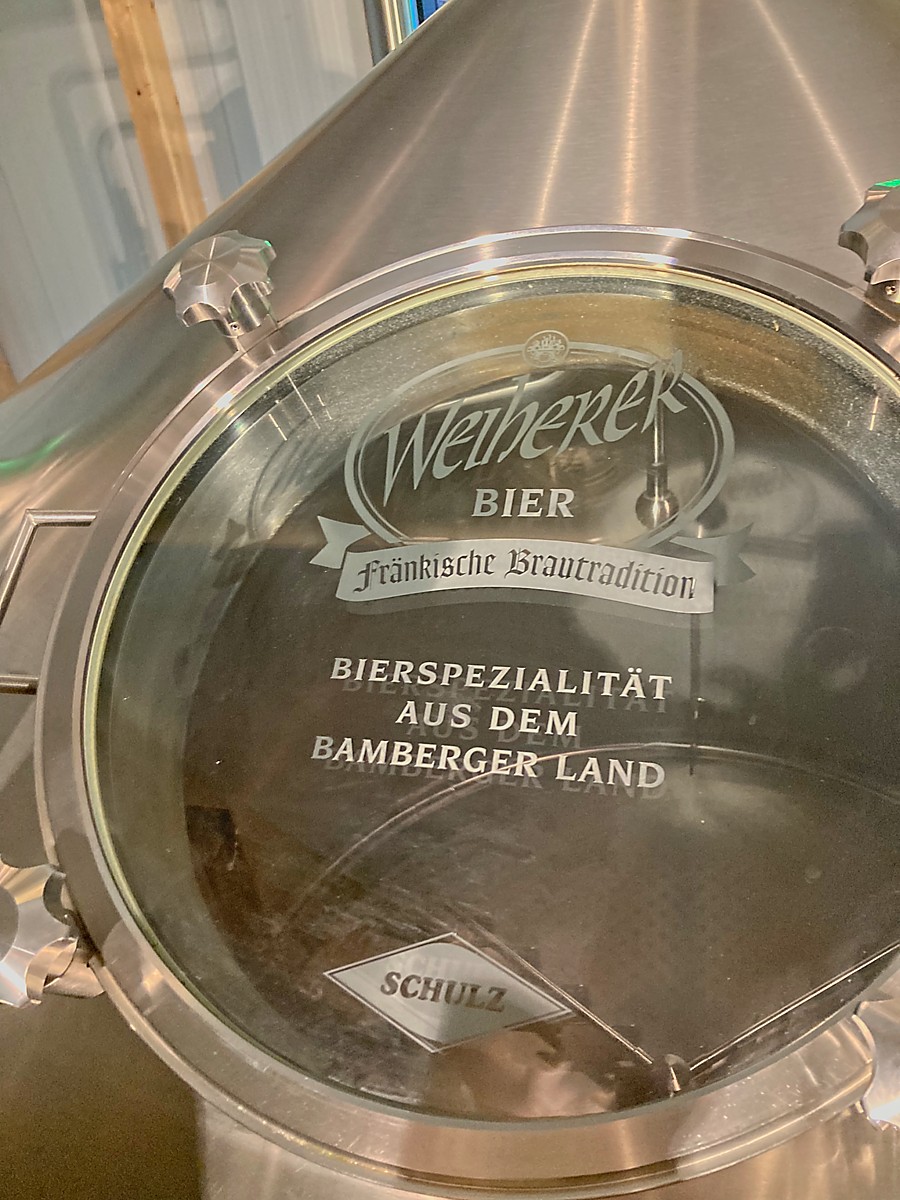 Weiherer
BIER
Fränkische Brautradition
BIERSPEZIALITÄT
AUS DEM
BAMBERGER LAND
SCHULZ